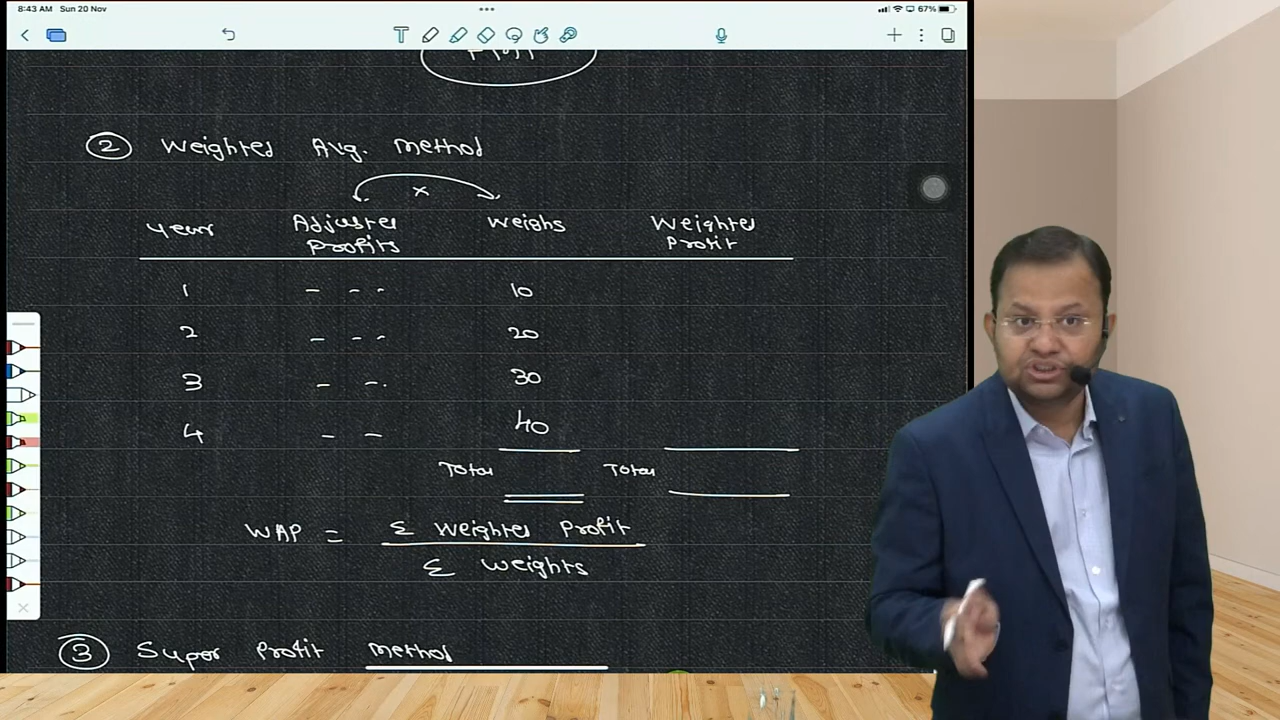 8:43 AM Sun 20 Nov
67%
2 Weighted Avg. Method
x
Year Adjusted Profits Weighs Weighted Profit
1 - - - 10
2 - - - 20
3 - - - 30
4 - - 40
Total Total
WAP = Σ Weighted Profit
Σ Weights
3 Super Profit Method